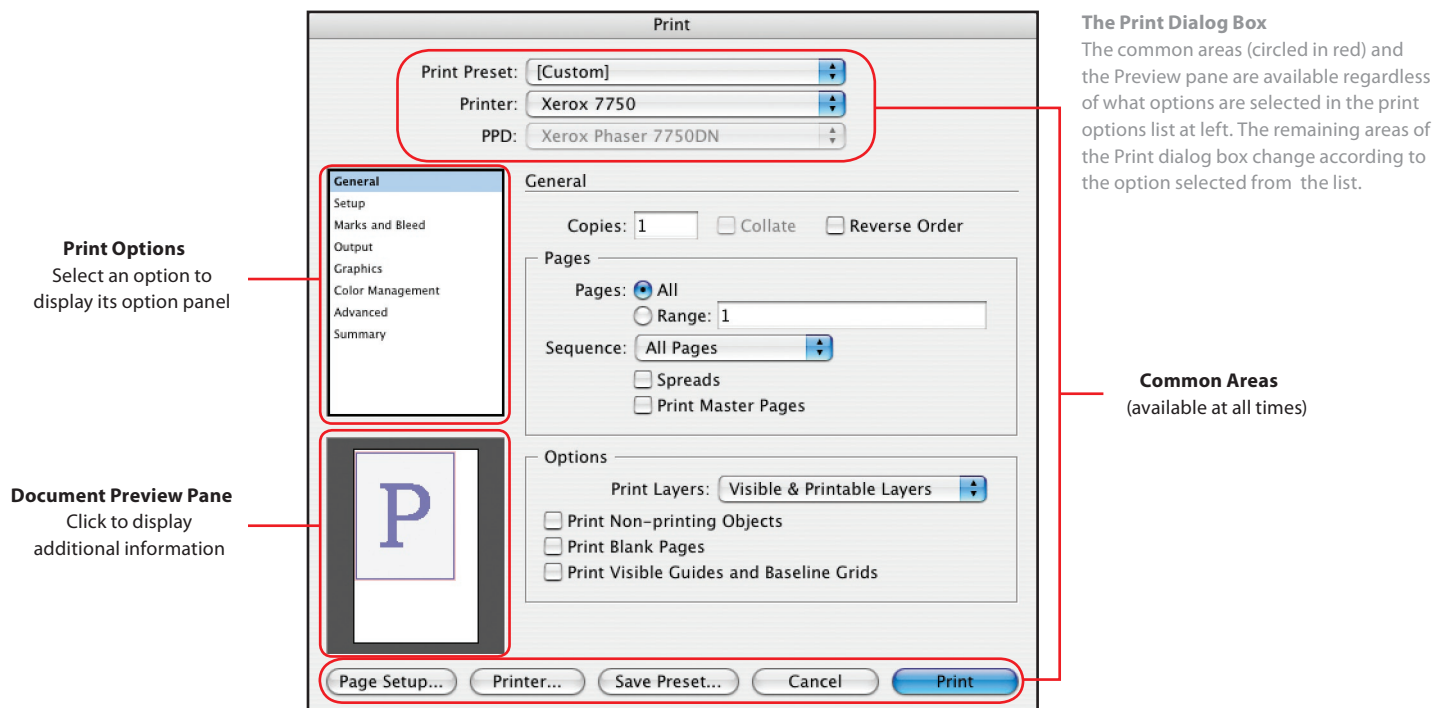 Print
Print Preset: [Custom]
Printer: Xerox 7750
PPD: Xerox Phaser 7750DN
General
Setup
Marks and Bleed
Output
Graphics
Color Management
Advanced
Summary
General
Copies: 1 Collate Reverse Order
Pages
Pages: All
Range: 1
Sequence: All Pages
Spreads
Print Master Pages
Options
Print Layers: Visible & Printable Layers
Print Non-printing Objects
Print Blank Pages
Print Visible Guides and Baseline Grids
P
Page Setup... Printer... Save Preset... Cancel Print
Print Options
Select an option to
display its option panel
Document Preview Pane
Click to display
additional information
The Print Dialog Box
The common areas (circled in red) and
the Preview pane are available regardless
of what options are selected in the print
options list at left. The remaining areas of
the Print dialog box change according to
the option selected from the list.
Common Areas
(available at all times)